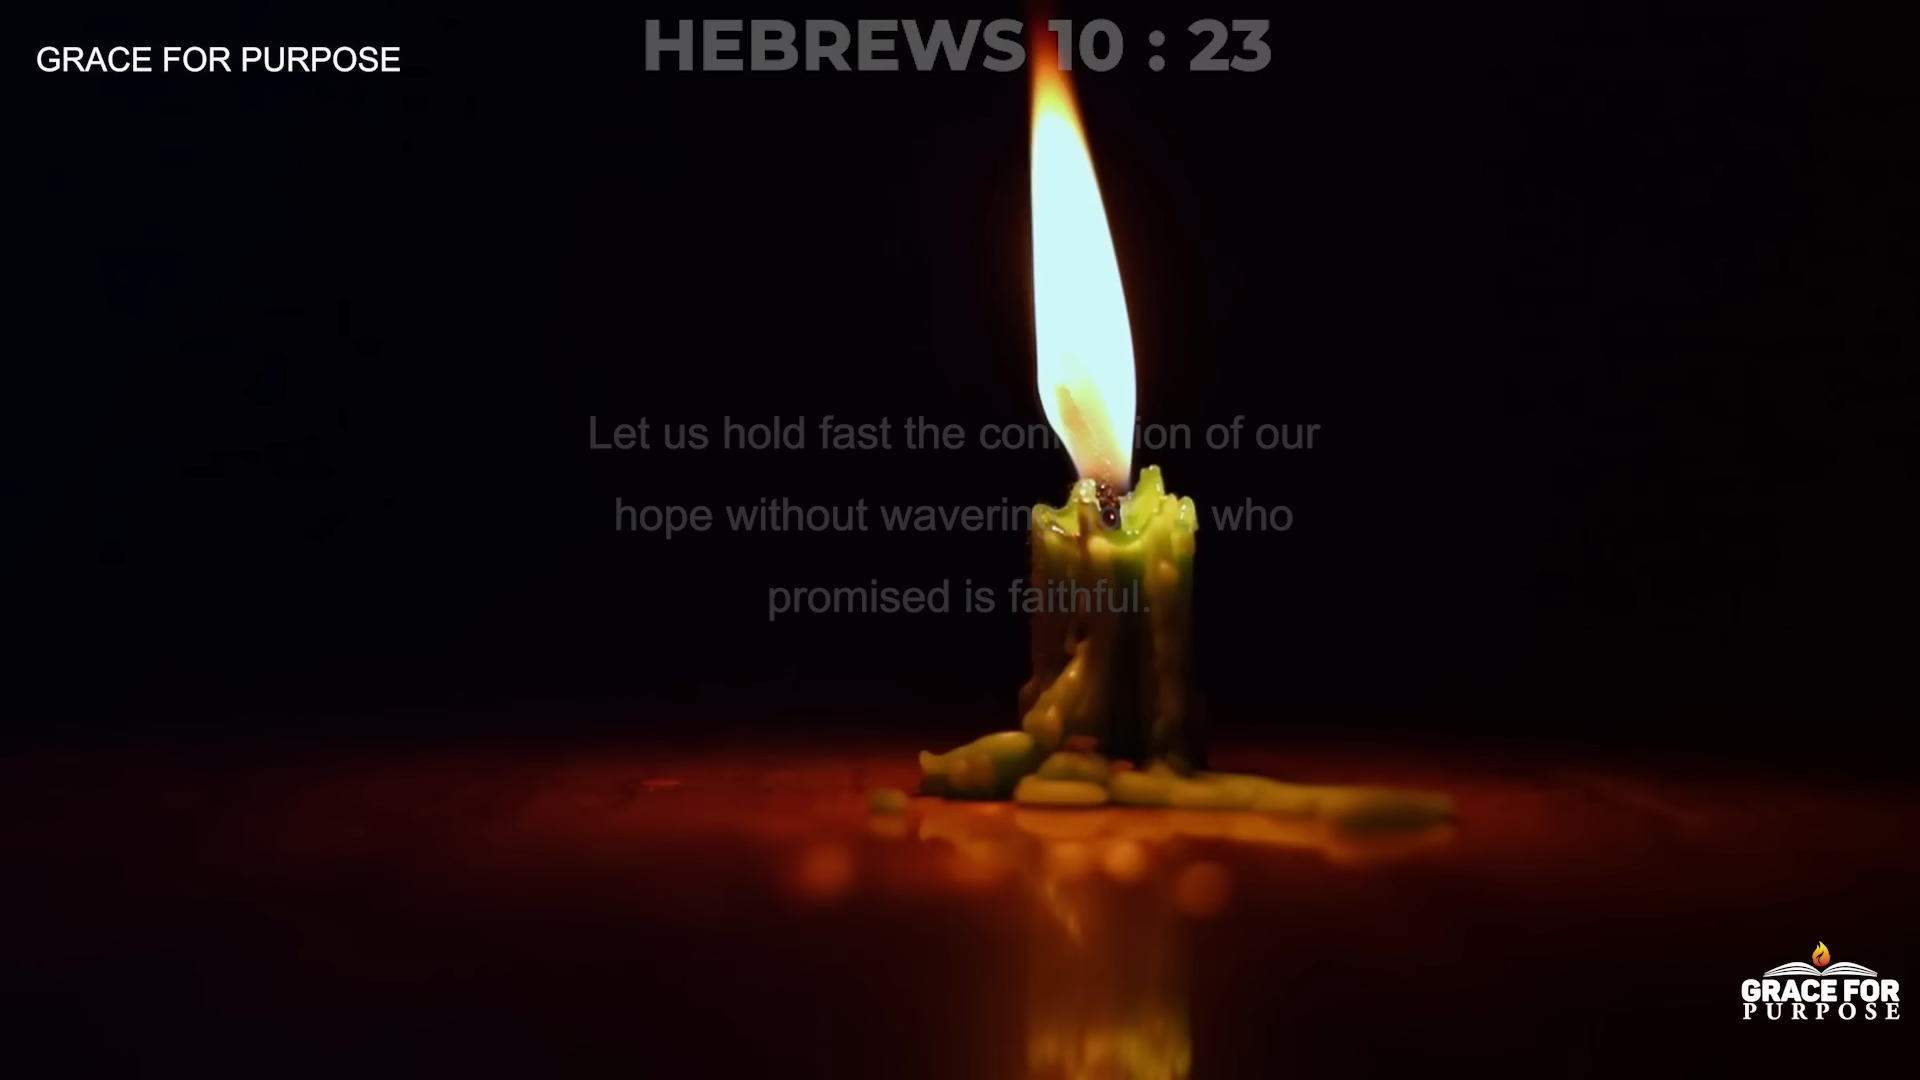 GRACE FOR PURPOSE
HEBREWS 10 : 23
Let us hold fast the ion of our
hope without who
promised is faithful.
GRACE FOR
PURPOSE